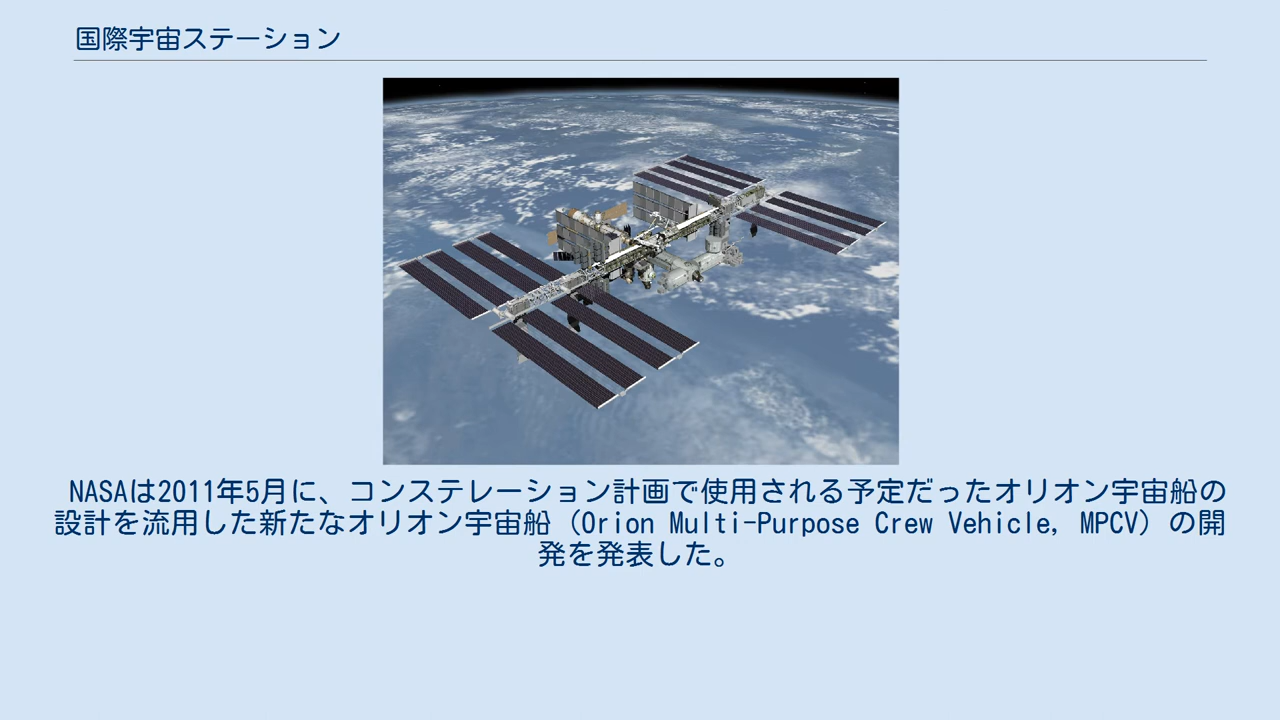 国際宇宙ステーション
NASAは2011年5月に、コンステレーション計画で使用される予定だったオリオン宇宙船の
設計を流用した新たなオリオン宇宙船（Orion Multi-Purpose Crew Vehicle, MPCV）の開
発を発表した。